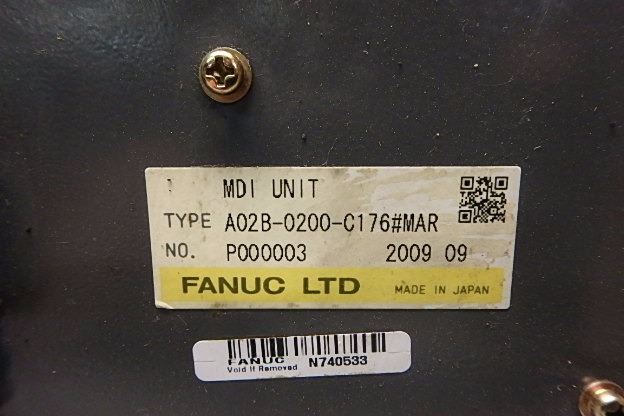 MDI UNIT
TYPE A02B-0200-C176#MAR
NO. P000003 2009 09
FANUC LTD MADE IN JAPAN
FANUC N740533
Void If Removed